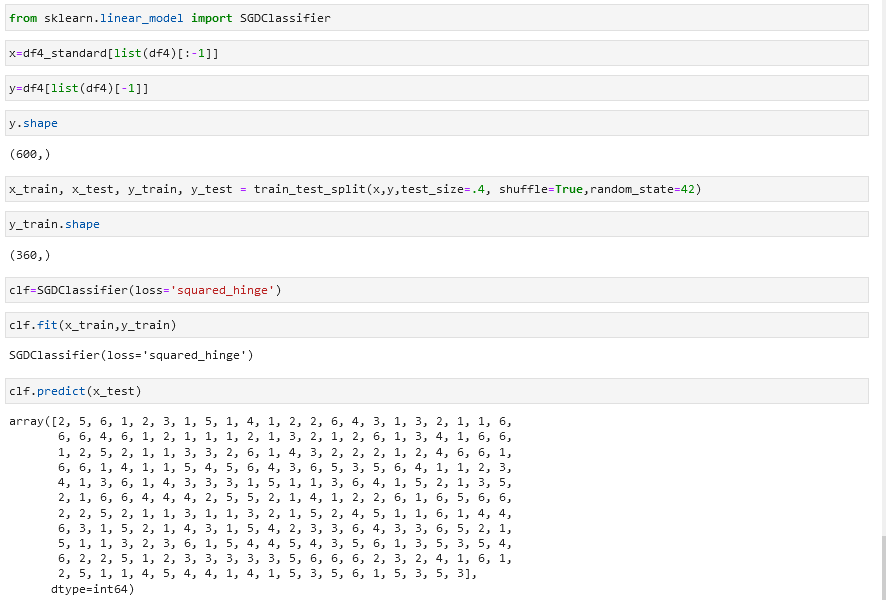 from sklearn.linear_model import SGDClassifier
x=df4_standard[list(df4)[:-1]]
y=df4[list(df4)[-1]]
y.shape
(600,)
x_train, x_test, y_train, y_test = train_test_split(x,y,test_size=.4, shuffle=True,random_state=42)
y_train.shape
(360,)
clf=SGDClassifier(loss='squared_hinge')
clf.fit(x_train,y_train)
SGDClassifier(loss='squared_hinge')
clf.predict(x_test)
array([2, 5, 6, 1, 2, 3, 1, 5, 1, 4, 1, 2, 2, 6, 4, 3, 1, 3, 2, 1, 1, 6,
6, 6, 4, 6, 1, 2, 1, 1, 1, 2, 1, 3, 2, 1, 2, 6, 1, 3, 4, 1, 6, 6,
1, 2, 5, 2, 1, 1, 3, 3, 2, 6, 1, 4, 3, 2, 2, 2, 1, 2, 4, 6, 6, 1,
6, 6, 1, 4, 1, 1, 5, 4, 5, 6, 4, 3, 6, 5, 3, 5, 6, 4, 1, 1, 2, 3,
4, 1, 3, 6, 1, 4, 3, 3, 3, 1, 5, 1, 1, 3, 6, 4, 1, 5, 2, 1, 3, 5,
2, 1, 6, 6, 4, 4, 4, 2, 5, 5, 2, 1, 4, 1, 2, 2, 6, 1, 6, 5, 6, 6,
2, 2, 5, 2, 1, 1, 3, 1, 1, 3, 2, 1, 5, 2, 4, 5, 1, 1, 6, 1, 4, 4,
6, 3, 1, 5, 2, 1, 4, 3, 1, 5, 4, 2, 3, 3, 6, 4, 3, 3, 6, 5, 2, 1,
5, 1, 1, 3, 2, 3, 6, 1, 5, 4, 4, 5, 4, 3, 5, 6, 1, 3, 5, 3, 5, 4,
6, 2, 2, 5, 1, 2, 3, 3, 3, 3, 3, 5, 6, 6, 6, 2, 3, 2, 4, 1, 6, 1,
2, 5, 1, 1, 4, 5, 4, 4, 1, 4, 1, 5, 3, 5, 6, 1, 5, 3, 5, 3],
dtype=int64)